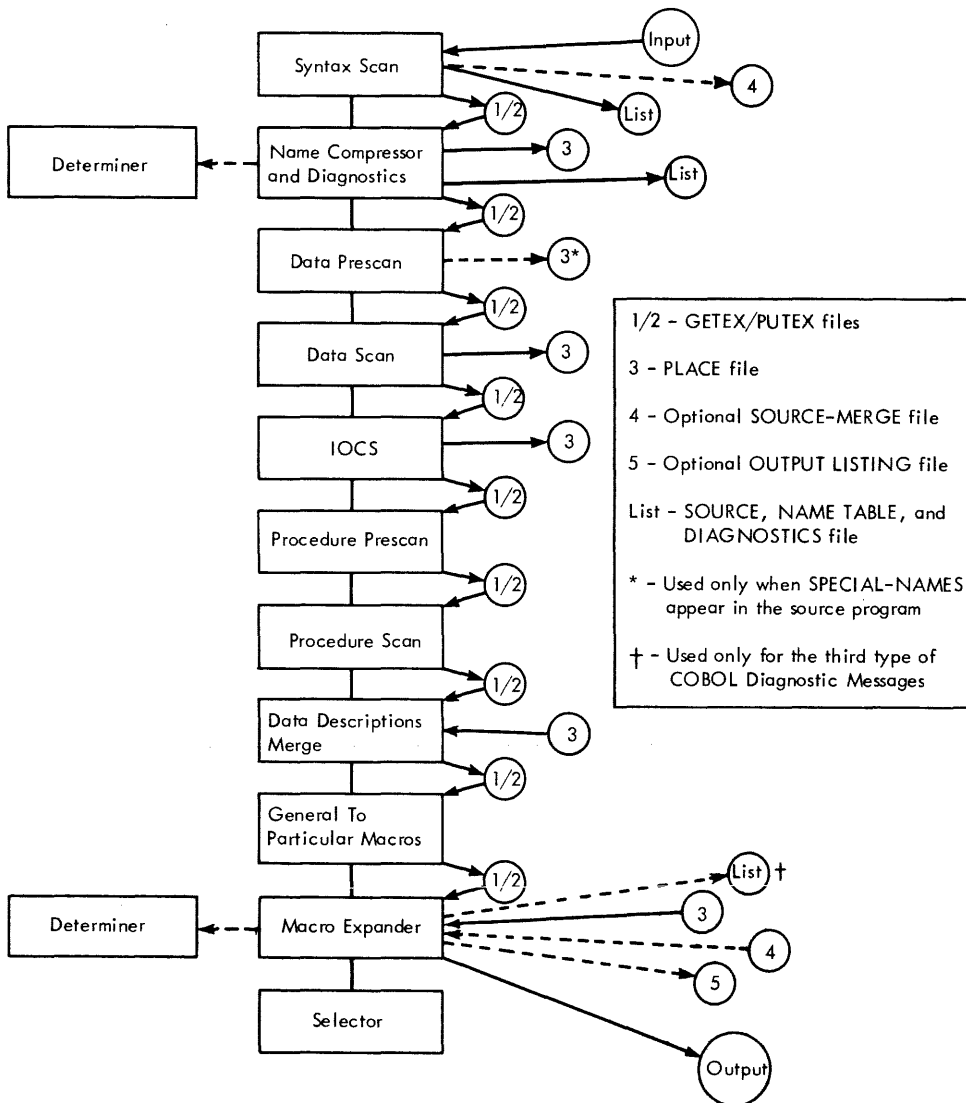 Input
Syntax Scan
4
List
1/2
Determiner
Name Compressor
and Diagnostics
3
List
1/2
Data Prescan
3*
1/2
Data Scan
3
1/2
IOCS
3
1/2
Procedure Prescan
1/2
Procedure Scan
1/2
Data Descriptions
Merge
3
1/2
General To
Particular Macros
1/2
List †
Determiner
Macro Expander
3
4
5
Selector
Output
1/2 - GETEX/PUTEX files
3 - PLACE file
4 - Optional SOURCE-MERGE file
5 - Optional OUTPUT LISTING file
List - SOURCE, NAME TABLE, and
DIAGNOSTICS file
* - Used only when SPECIAL-NAMES
appear in the source program
† - Used only for the third type of
COBOL Diagnostic Messages